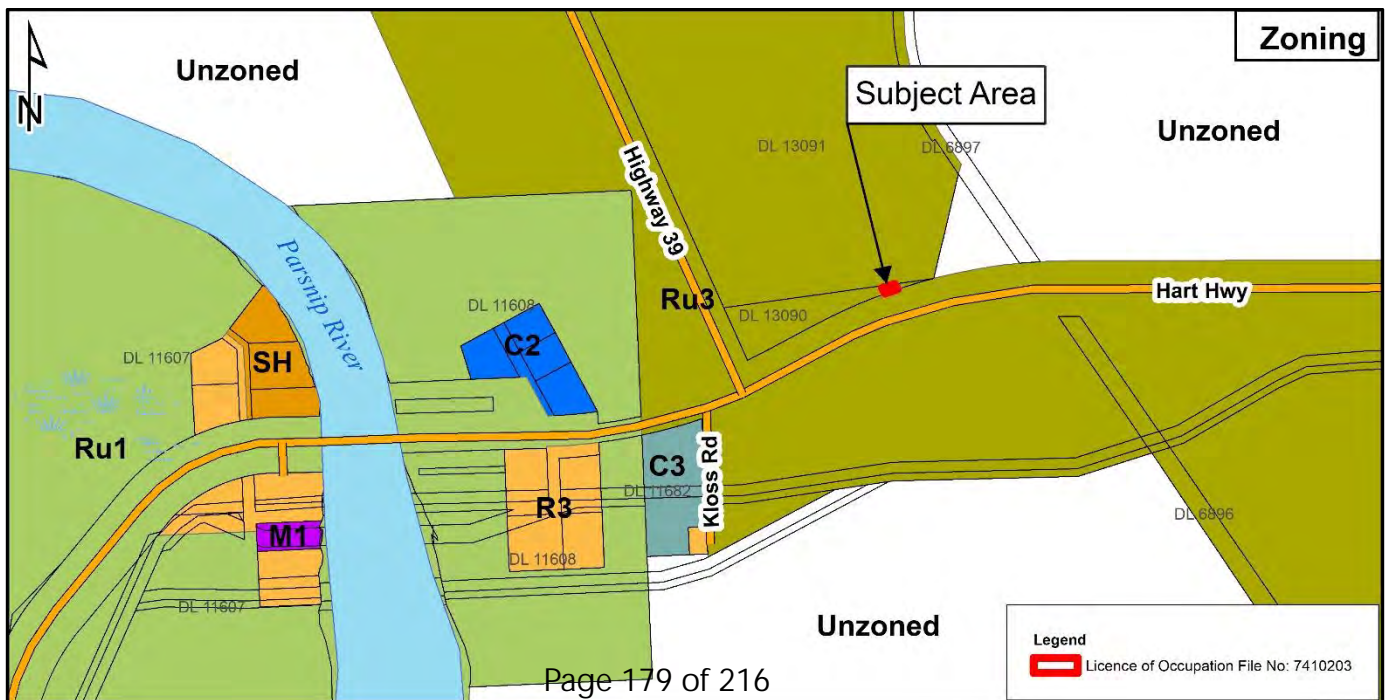 Zoning
Unzoned
Subject Area
Unzoned
N
DL 13091
DL 6897
Highway 39
Parsnip River
Ru3
Hart Hwy
DL 11608
DL 13090
C2
DL 11607
SH
Ru1
C3
Kloss Rd
DL 11682
R3
M1
DL 6896
DL 11608
DL 11607
Unzoned
Legend
Licence of Occupation File No: 7410203
Page 179 of 216